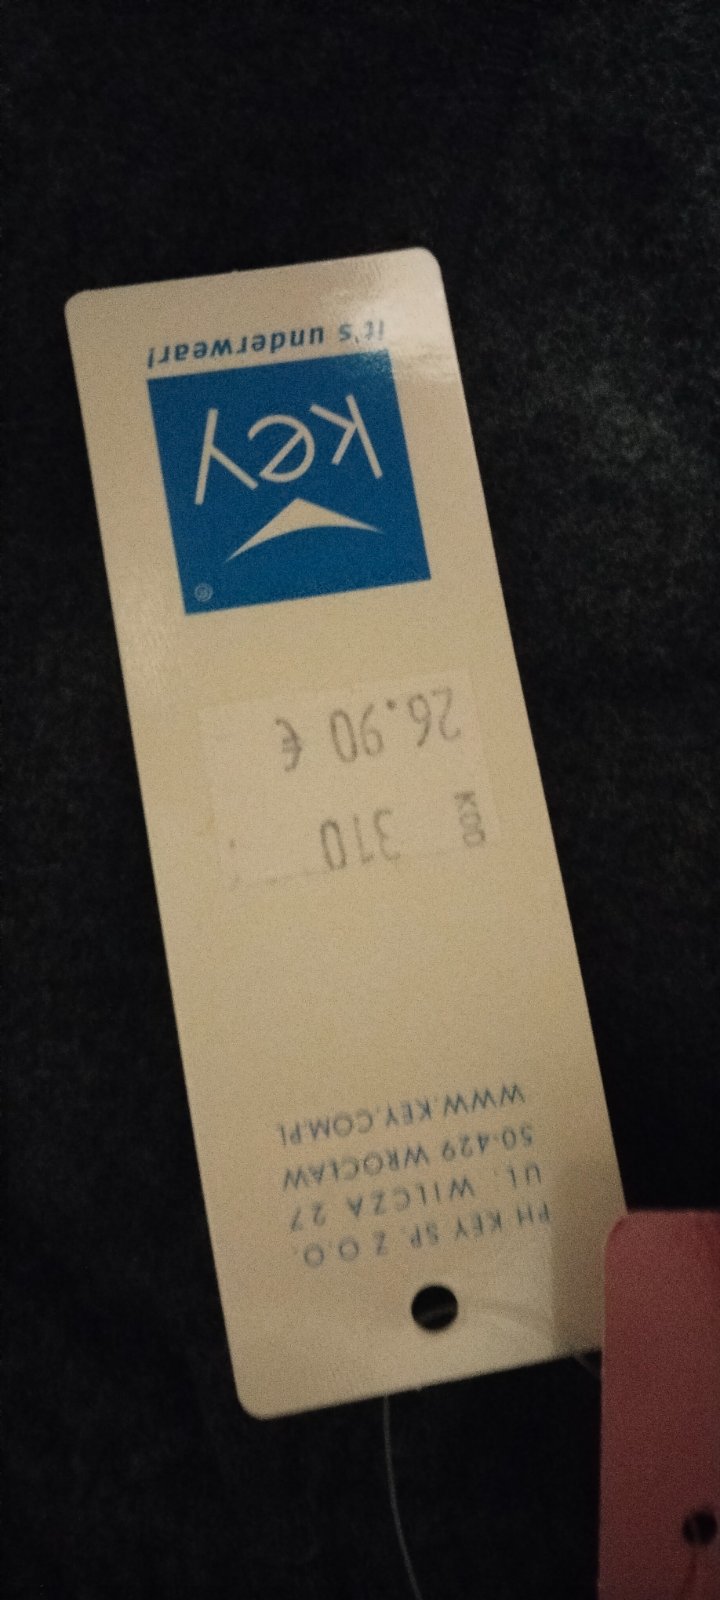 PH KEY SP. Z O.O.
UL. WILCZA 27
50-429 WROCŁAW
WWW.KEY.COM.PL
KOD 310
26.90 €
®
key
it's underwear!